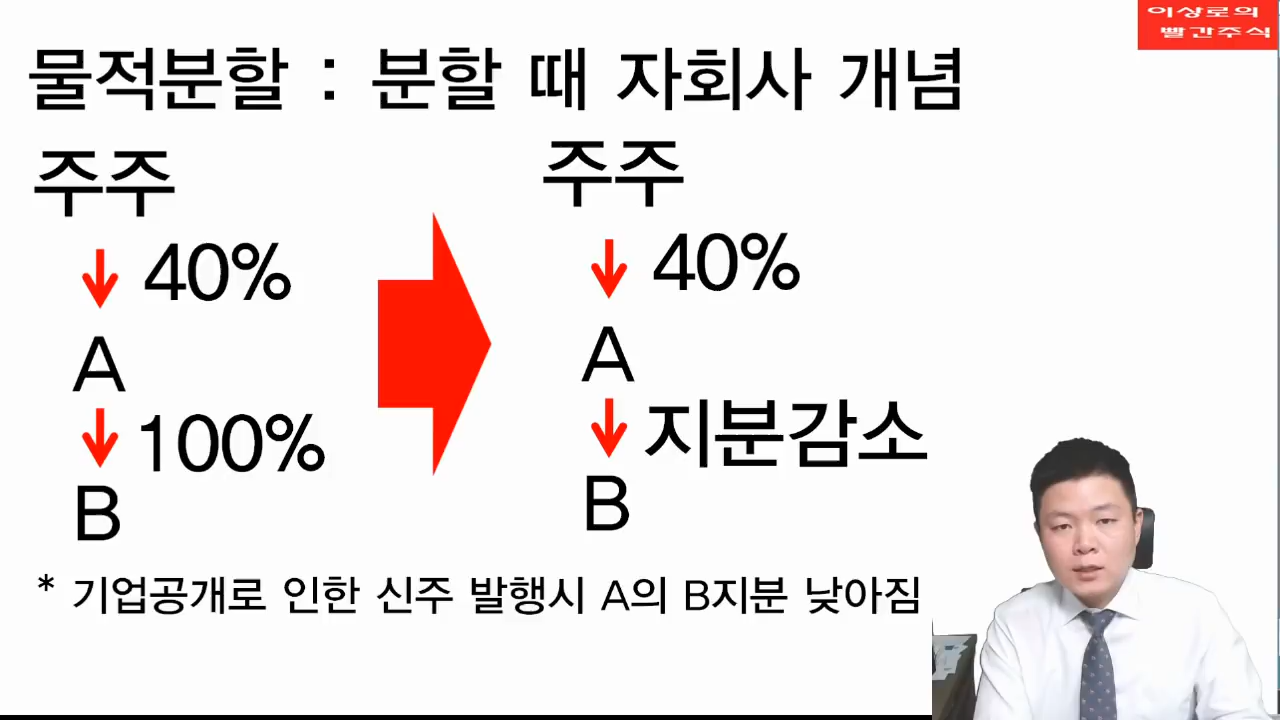 이상로의
빨간주식
물적분할 : 분할 때 자회사 개념
주주
40%
A
100%
B
주주
40%
A
지분감소
B
* 기업공개로 인한 신주 발행시 A의 B지분 낮아짐